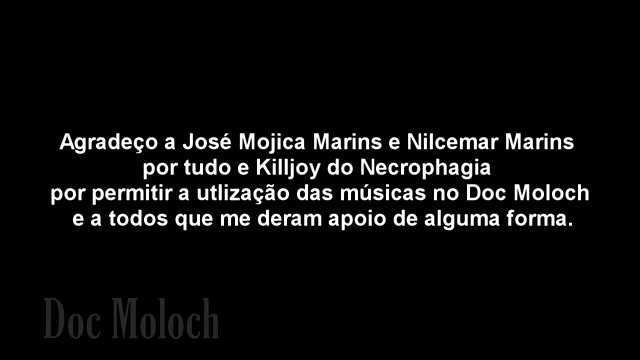 Agradeço a José Mojica Marins e Nilcemar Marins
por tudo e Killjoy do Necrophagia
por permitir a utlização das músicas no Doc Moloch
e a todos que me deram apoio de alguma forma.
Doc Moloch